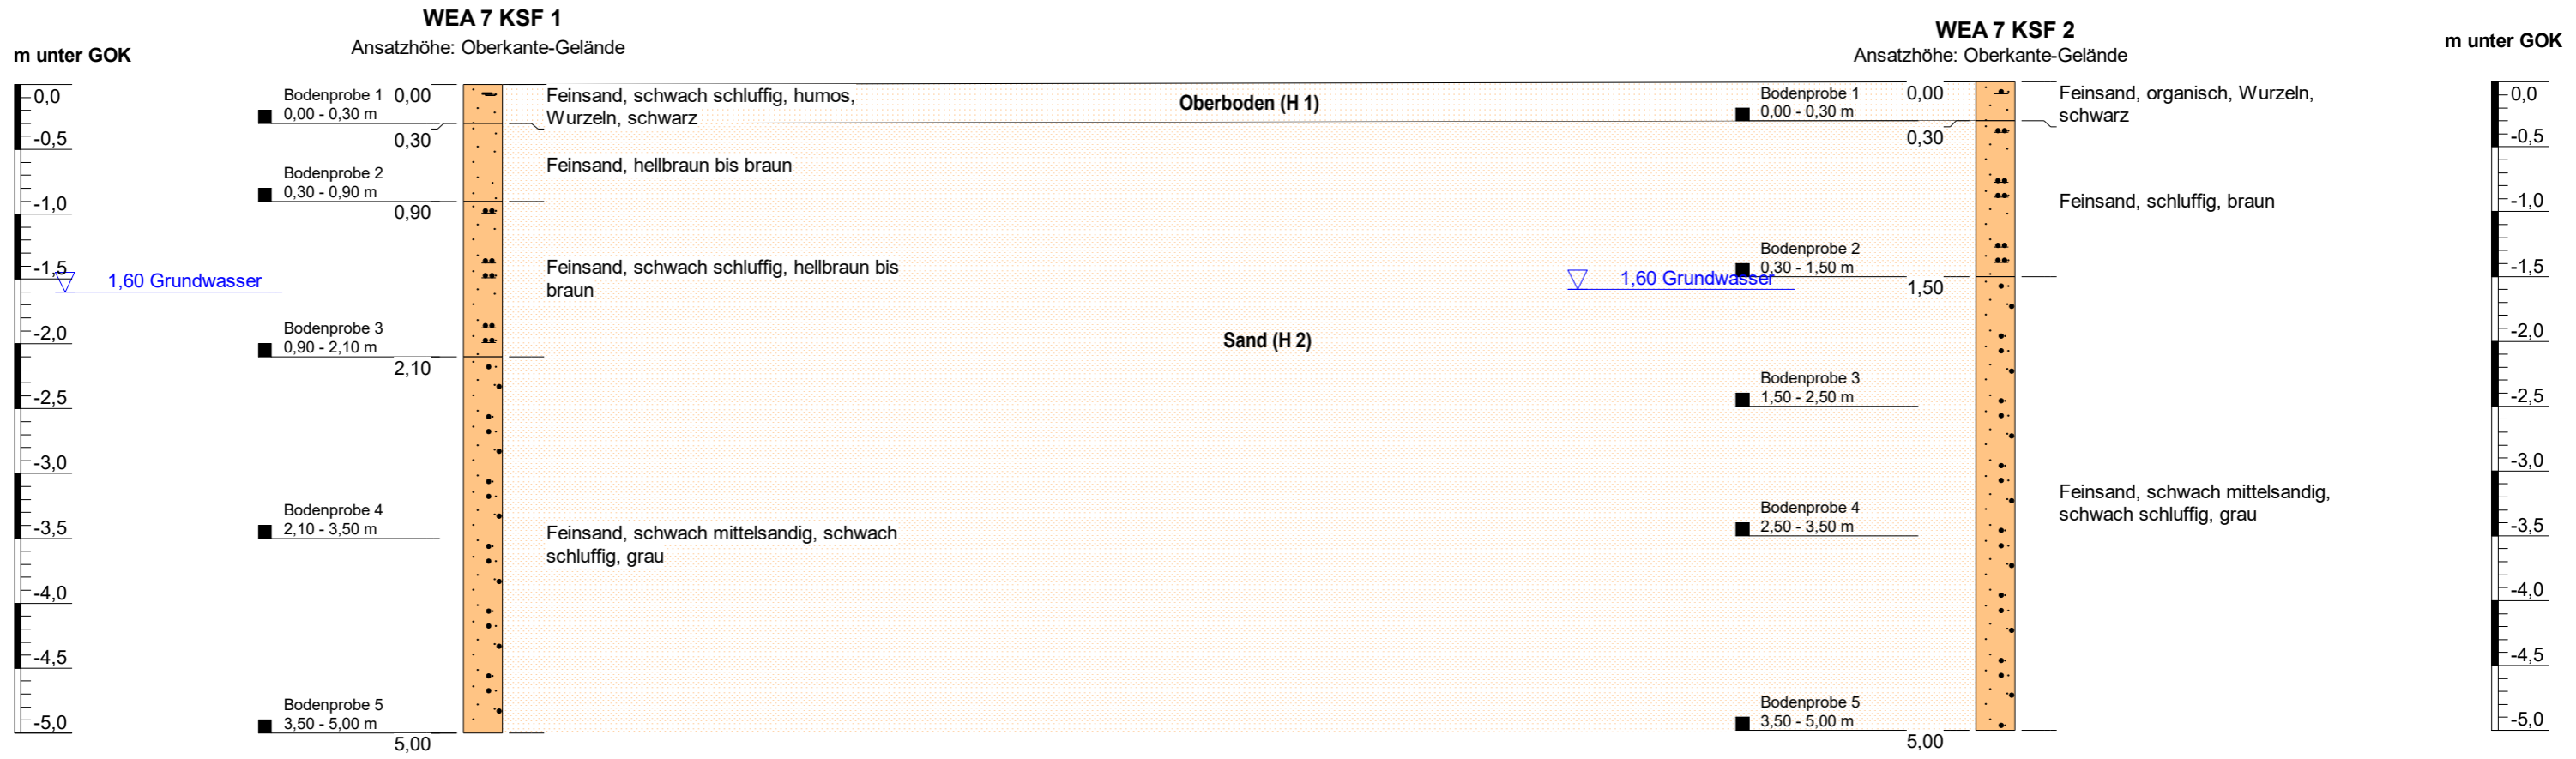 WEA 7 KSF 1
Ansatzhöhe: Oberkante-Gelände
m unter GOK
0,0
-0,5
-1,0
-1,5
-2,0
-2,5
-3,0
-3,5
-4,0
-4,5
-5,0
1,60 Grundwasser
Bodenprobe 1
0,00 - 0,30 m
Bodenprobe 2
0,30 - 0,90 m
Bodenprobe 3
0,90 - 2,10 m
Bodenprobe 4
2,10 - 3,50 m
Bodenprobe 5
3,50 - 5,00 m
0,00
0,30
0,90
2,10
5,00
Feinsand, schwach schluffig, humos,
Wurzeln, schwarz
Feinsand, hellbraun bis braun
Feinsand, schwach schluffig, hellbraun bis
braun
Feinsand, schwach mittelsandig, schwach
schluffig, grau
Oberboden (H 1)
Sand (H 2)
WEA 7 KSF 2
Ansatzhöhe: Oberkante-Gelände
1,60 Grundwasser
Bodenprobe 1
0,00 - 0,30 m
Bodenprobe 2
0,30 - 1,50 m
Bodenprobe 3
1,50 - 2,50 m
Bodenprobe 4
2,50 - 3,50 m
Bodenprobe 5
3,50 - 5,00 m
0,00
0,30
1,50
5,00
Feinsand, organisch, Wurzeln,
schwarz
Feinsand, schluffig, braun
Feinsand, schwach mittelsandig,
schwach schluffig, grau
m unter GOK
0,0
-0,5
-1,0
-1,5
-2,0
-2,5
-3,0
-3,5
-4,0
-4,5
-5,0